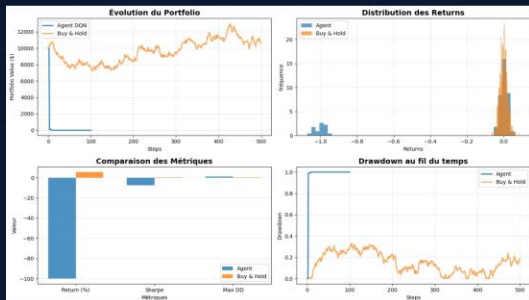 Évolution du Portfolio
Agent DQN
Buy & Hold
Portfolio Value ($)
12000
10000
8000
6000
4000
2000
0
0 100 200 300 400 500
Steps
Distribution des Returns
Agent
Buy & Hold
Fréquence
20
15
10
5
0
−1.0 −0.8 −0.6 −0.4 −0.2 0.0
Returns
Comparaison des Métriques
Valeur
0
−20
−40
−60
−80
−100
Agent
Buy & Hold
Return (%) Sharpe Max DD
Métriques
Drawdown au fil du temps
Agent
Buy & Hold
Drawdown
1.0
0.8
0.6
0.4
0.2
0.0
0 100 200 300 400 500
Steps